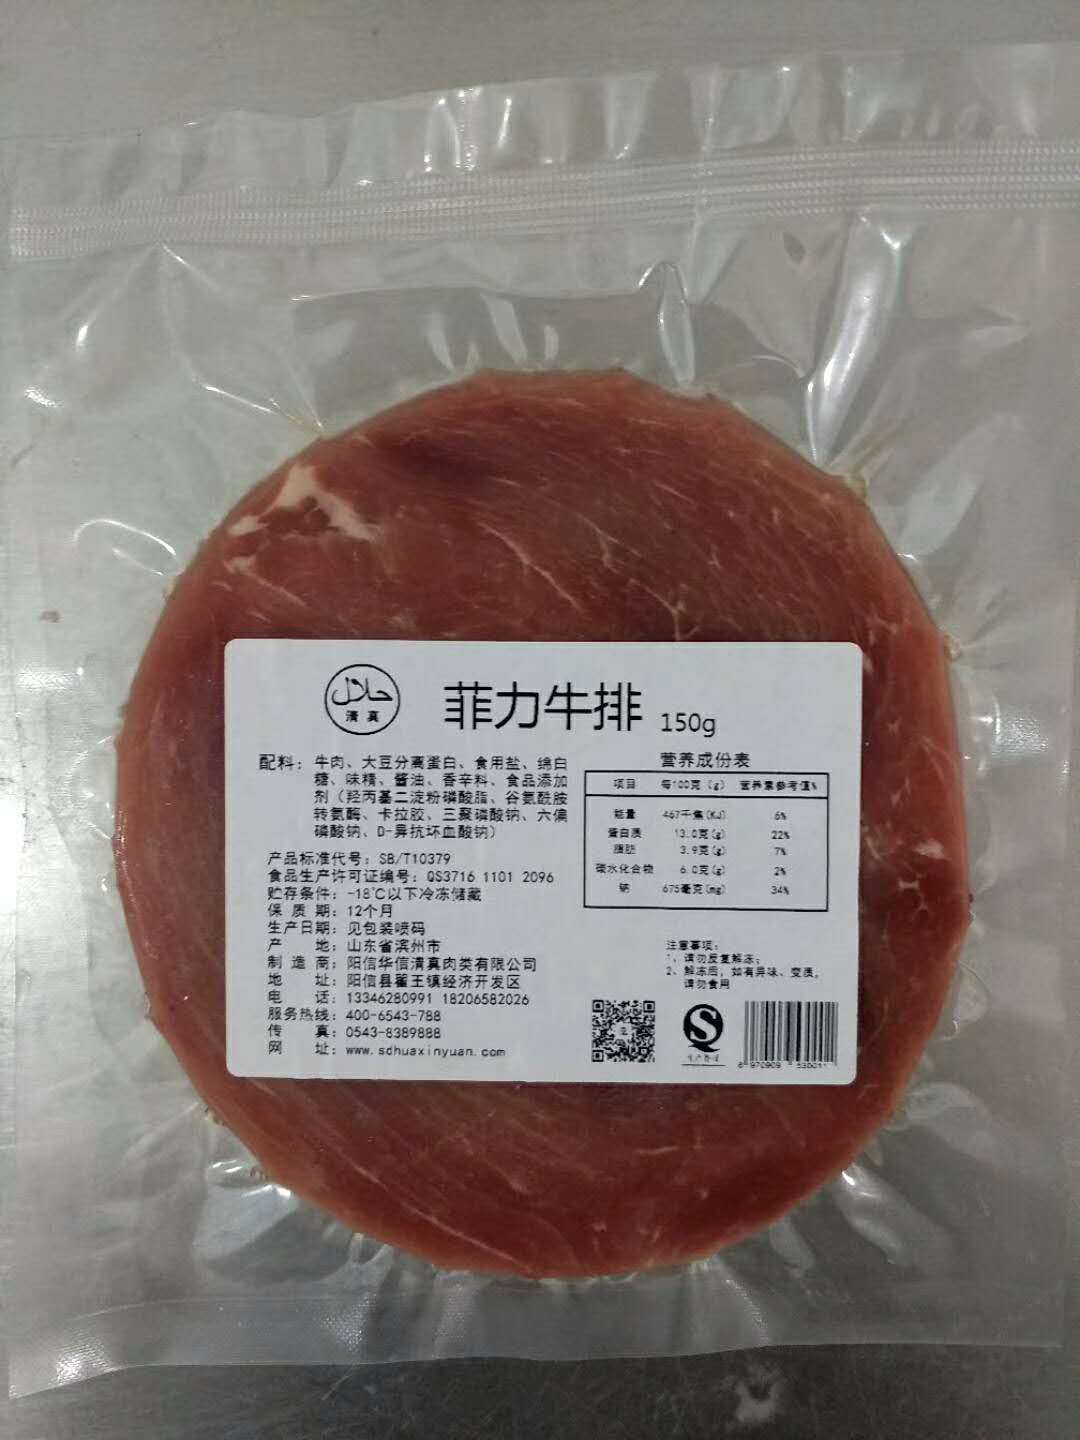 حلال
清真
菲力牛排 150g
配料：牛肉、大豆分离蛋白、食用盐、绵白
糖、味精、酱油、香辛料、食品添加
剂（羟丙基二淀粉磷酸脂、谷氨酰胺
转氨酶、卡拉胶、三聚磷酸钠、六偏
磷酸钠、D-异抗坏血酸钠）
产品标准代号：SB/T10379
食品生产许可证编号：QS3716 1101 2096
贮存条件：-18℃以下冷冻储藏
保 质 期：12个月
生产日期：见包装喷码
产 地：山东省滨州市
制 造 商：阳信华信清真肉类有限公司
地 址：阳信县翟王镇经济开发区
电 话：13346280991 18206582026
服务热线：400-6543-788
传 真：0543-8389888
网 址：www.sdhuaxinyuan.com
营养成份表
项目 每100克(g) 营养素参考值%
能量 467千焦(KJ) 6%
蛋白质 13.0克(g) 22%
脂肪 3.9克(g) 7%
碳水化合物 6.0克(g) 2%
钠 675毫克(mg) 34%
注意事项：
1、请勿反复解冻；
2、解冻后，如有异味、变质，
请勿食用
S
6 970909 530011